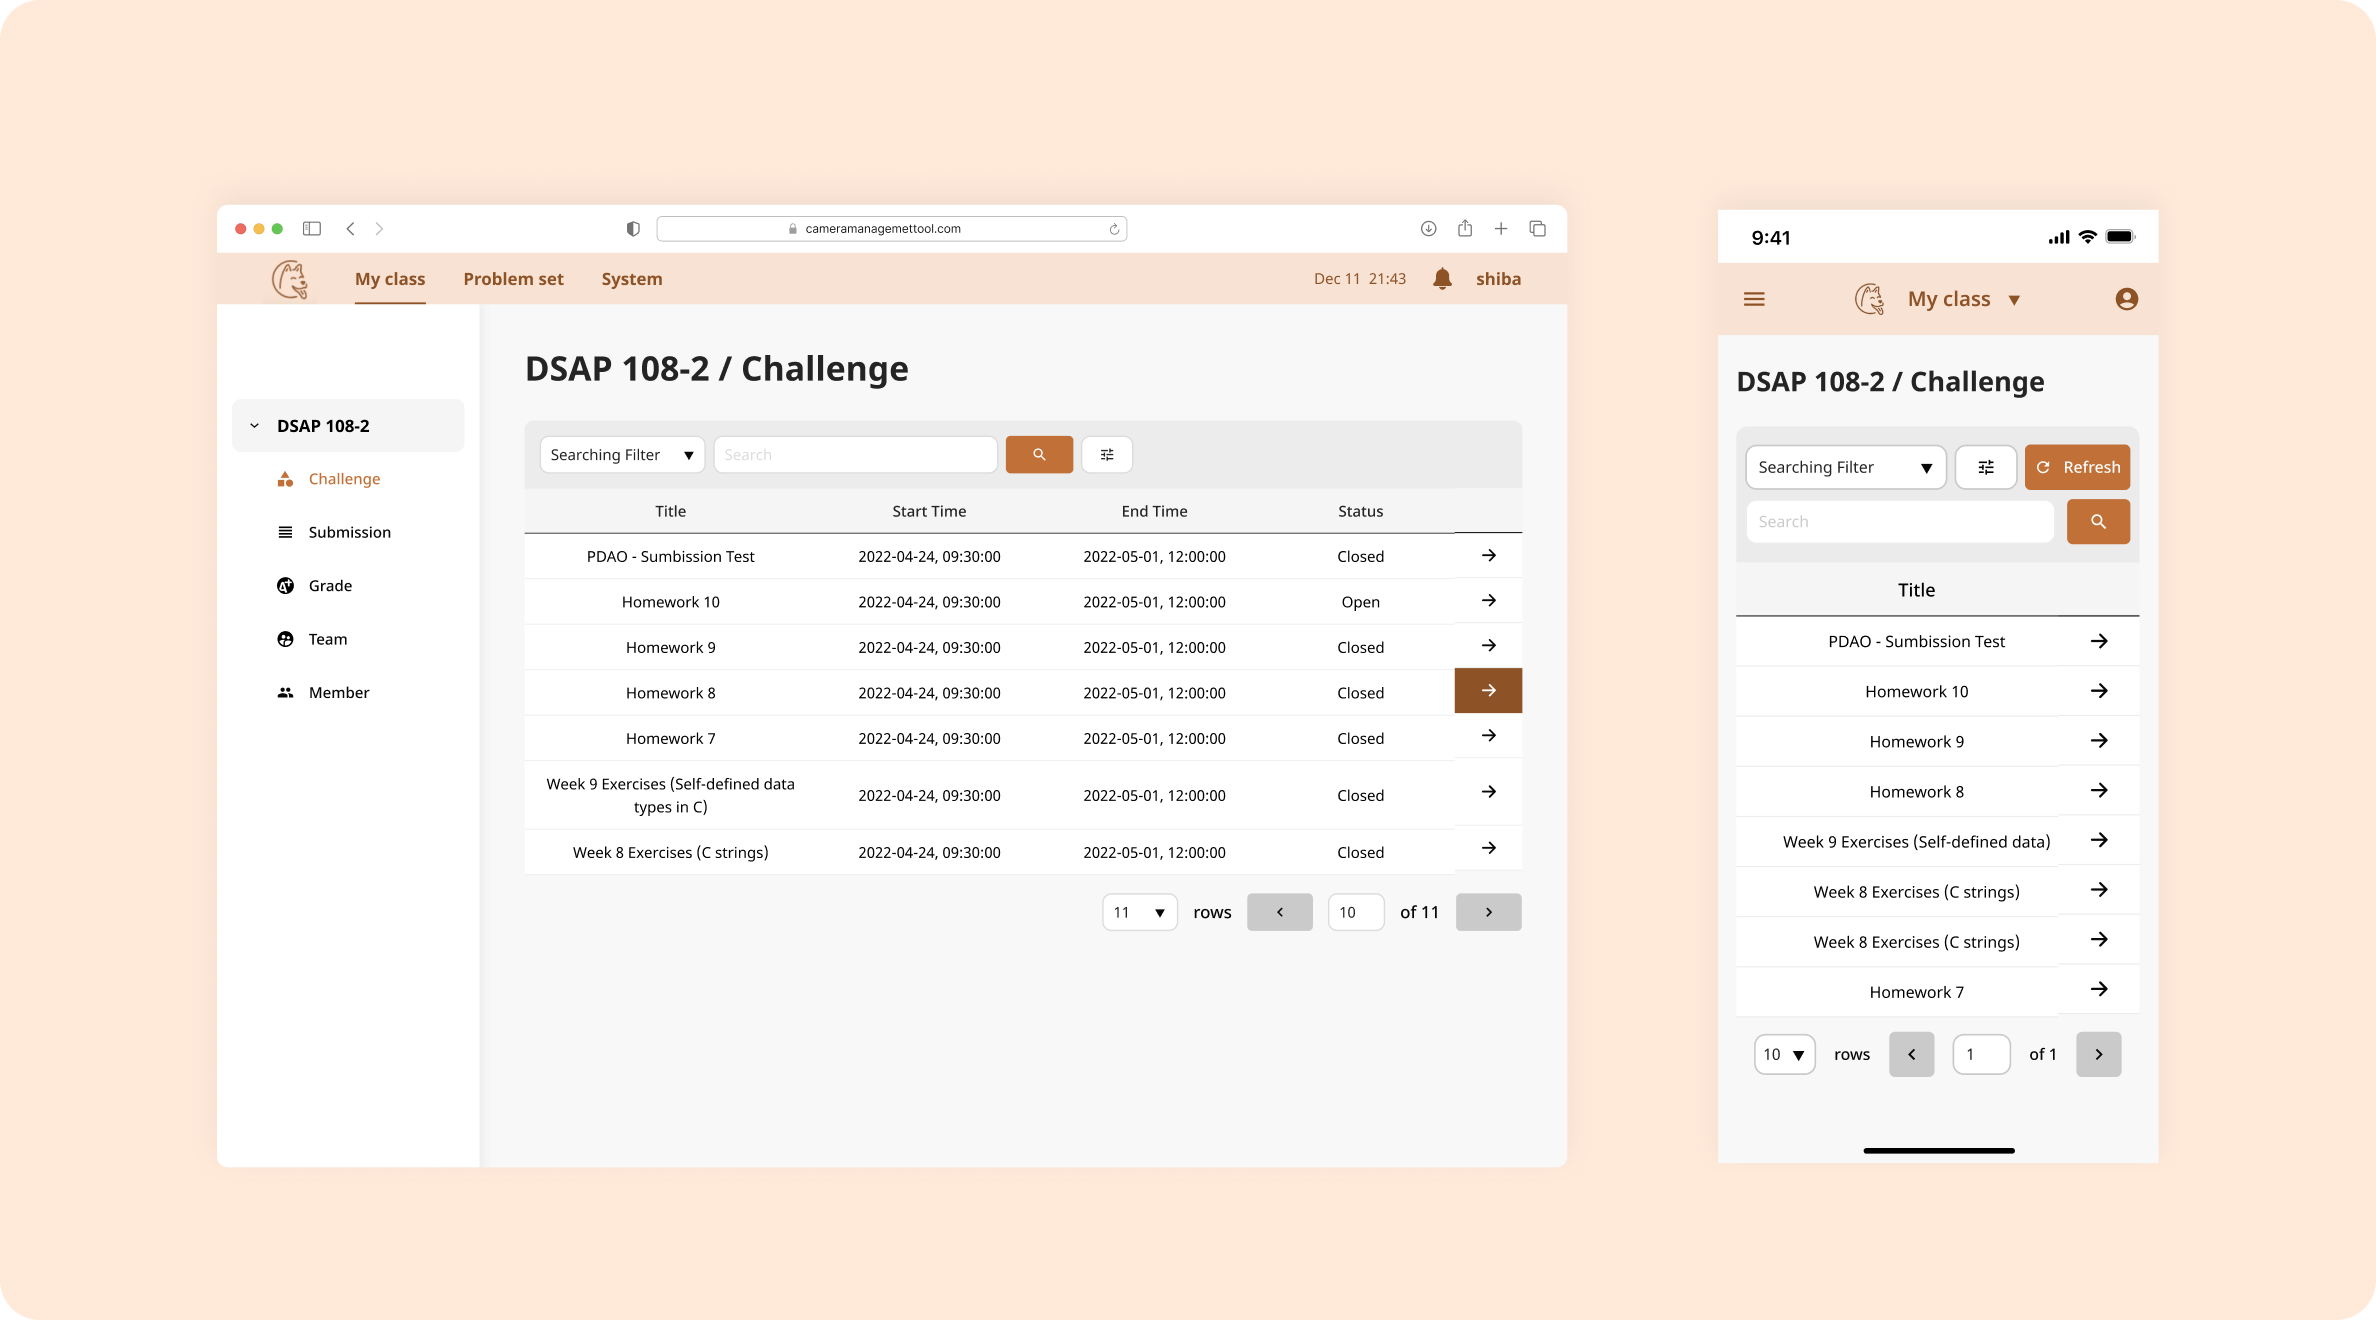 cameramanagemettool.com
My class Problem set System Dec 11 21:43 shiba
DSAP 108-2
Challenge
Submission
Grade
Team
Member
DSAP 108-2 / Challenge
Searching Filter Search
Title Start Time End Time Status
PDAO - Sumbission Test 2022-04-24, 09:30:00 2022-05-01, 12:00:00 Closed
Homework 10 2022-04-24, 09:30:00 2022-05-01, 12:00:00 Open
Homework 9 2022-04-24, 09:30:00 2022-05-01, 12:00:00 Closed
Homework 8 2022-04-24, 09:30:00 2022-05-01, 12:00:00 Closed
Homework 7 2022-04-24, 09:30:00 2022-05-01, 12:00:00 Closed
Week 9 Exercises (Self-defined data
types in C) 2022-04-24, 09:30:00 2022-05-01, 12:00:00 Closed
Week 8 Exercises (C strings) 2022-04-24, 09:30:00 2022-05-01, 12:00:00 Closed
11 rows 10 of 11
9:41
My class
DSAP 108-2 / Challenge
Searching Filter Refresh
Search
Title
PDAO - Sumbission Test
Homework 10
Homework 9
Homework 8
Week 9 Exercises (Self-defined data)
Week 8 Exercises (C strings)
Week 8 Exercises (C strings)
Homework 7
10 rows 1 of 1